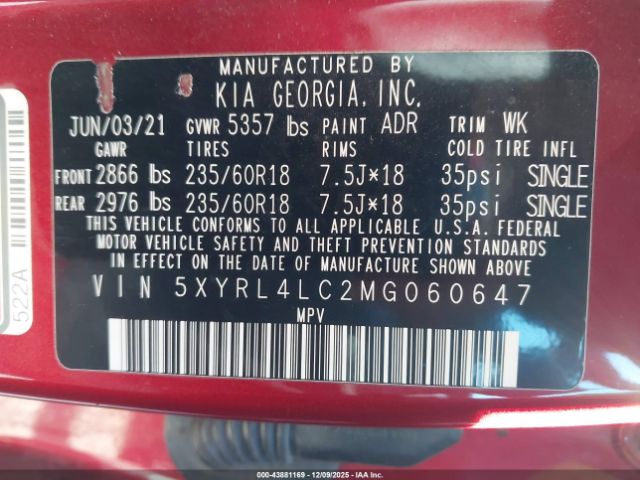 MANUFACTURED BY
KIA GEORGIA, INC.
JUN/03/21 GVWR 5357 lbs PAINT ADR TRIM WK
GAWR TIRES RIMS COLD TIRE INFL
FRONT 2866 lbs 235/60R18 7.5J*18 35psi SINGLE
REAR 2976 lbs 235/60R18 7.5J*18 35psi SINGLE
THIS VEHICLE CONFORMS TO ALL APPLICABLE U.S.A. FEDERAL
MOTOR VEHICLE SAFETY AND THEFT PREVENTION STANDARDS
IN EFFECT ON THE DATE OF MANUFACTURE SHOWN ABOVE
VIN 5XYRL4LC2MG060647
MPV
522A
000-43881169 • 12/09/2025 • IAAI.COM